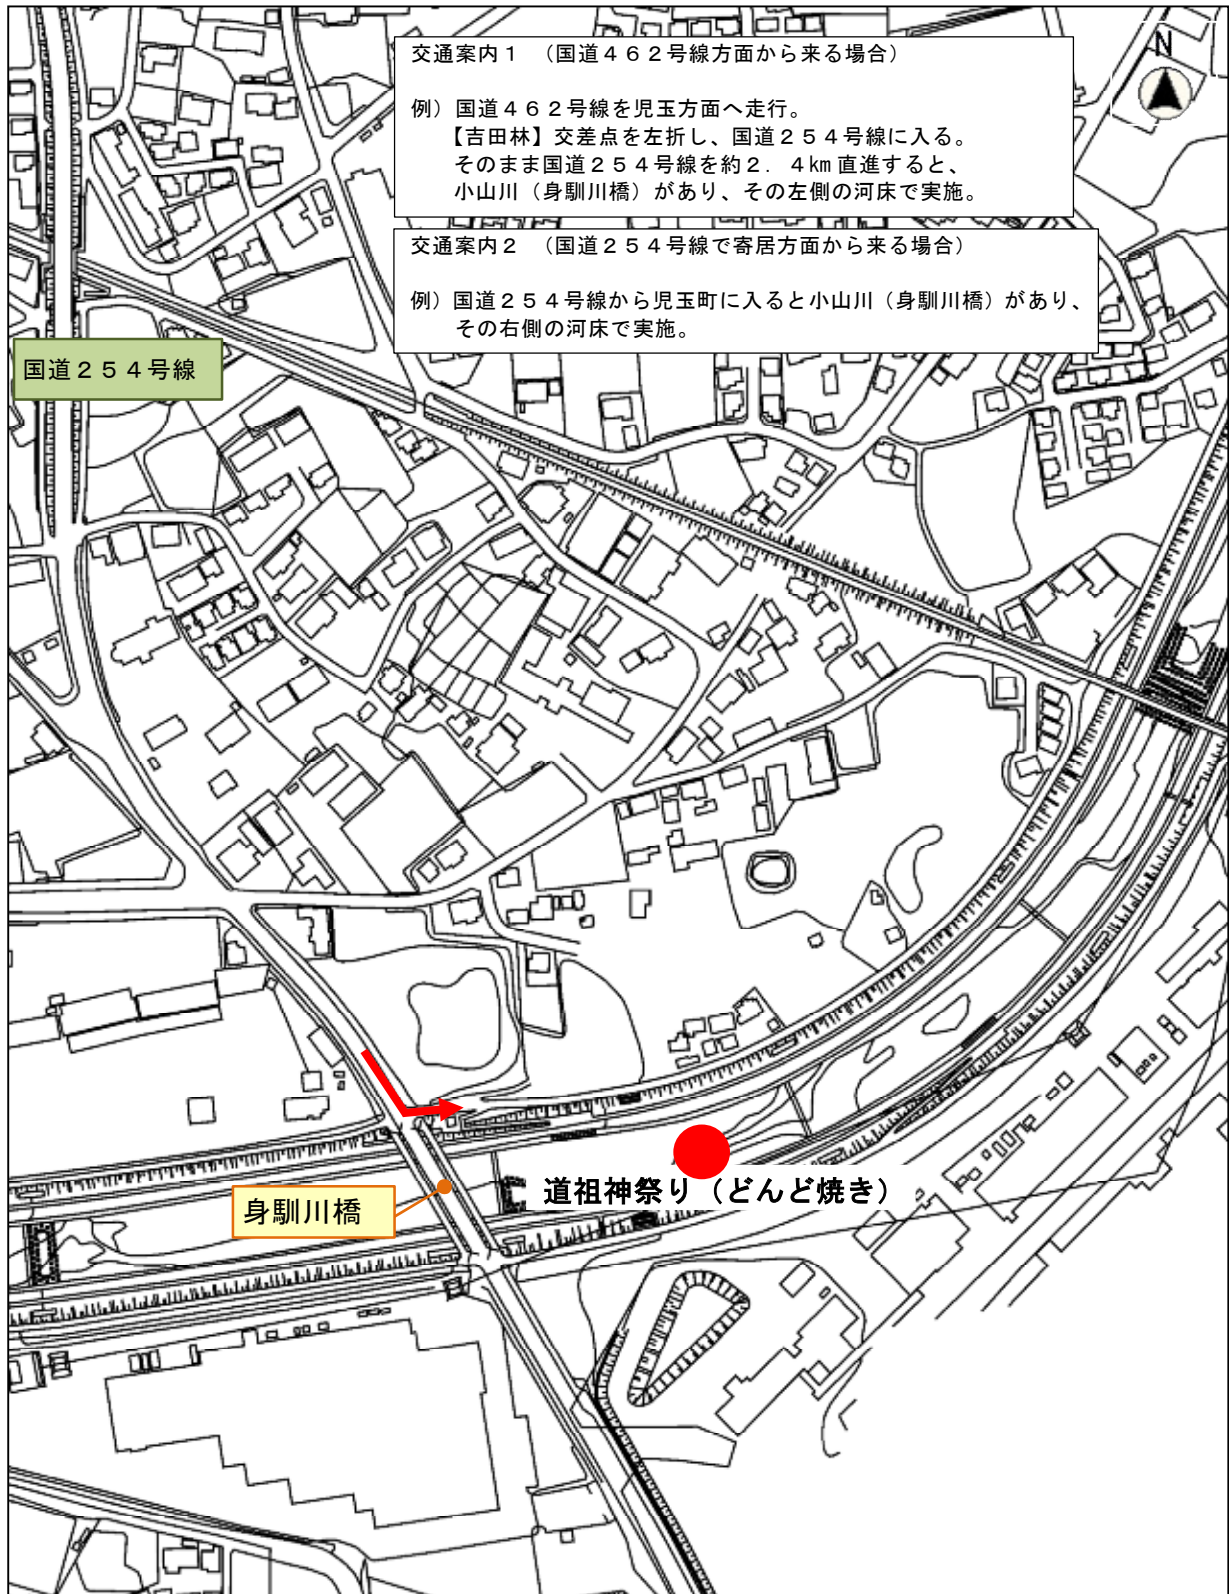 N
交通案内１　（国道４６２号線方面から来る場合）
例）国道４６２号線を児玉方面へ走行。
【吉田林】交差点を左折し、国道２５４号線に入る。
そのまま国道２５４号線を約２．４㎞直進すると、
小山川（身馴川橋）があり、その左側の河床で実施。
交通案内２　（国道２５４号線で寄居方面から来る場合）
例）国道２５４号線から児玉町に入ると小山川（身馴川橋）があり、
その右側の河床で実施。
国道２５４号線
道祖神祭り（どんど焼き）
身馴川橋